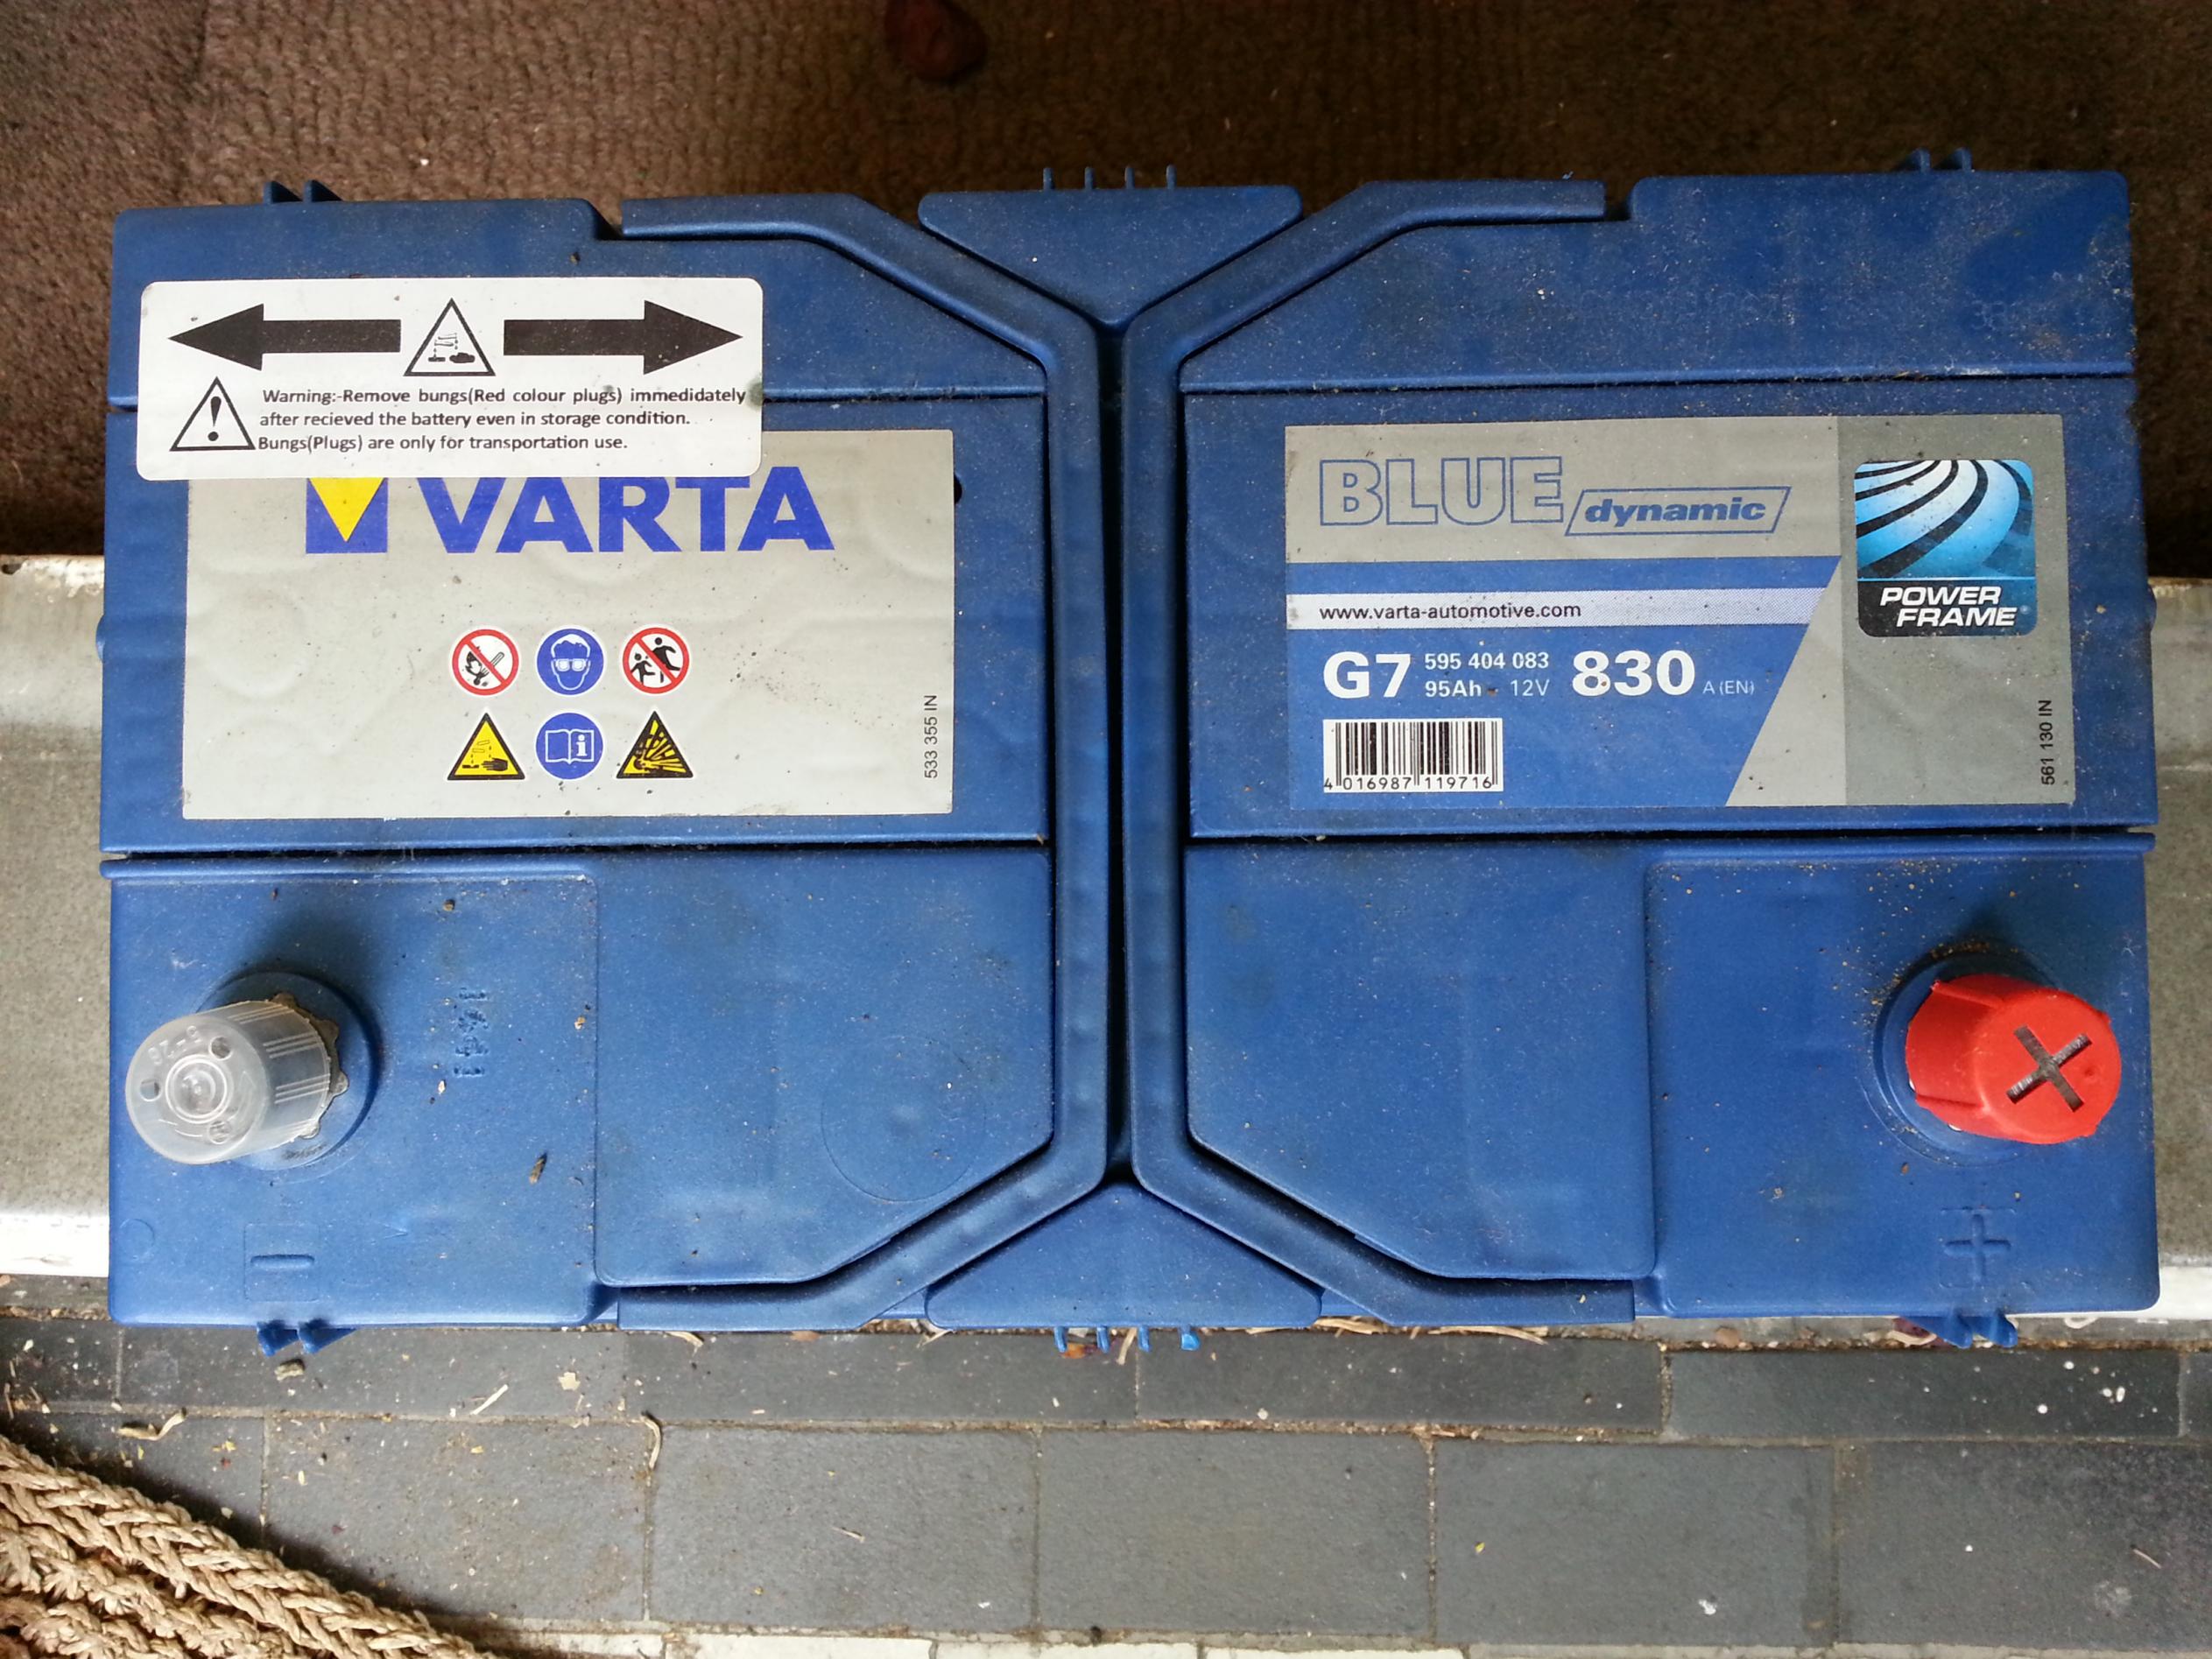 Warning:-Remove bungs(Red colour plugs) immedidately
after recieved the battery even in storage condition.
Bungs(Plugs) are only for transportation use.
VARTA
533 355 IN
BLUE dynamic
www.varta-automotive.com
G7 595 404 083 830 A (EN)
95Ah - 12V
4 016987 119716
POWER
FRAME®
561 130 IN